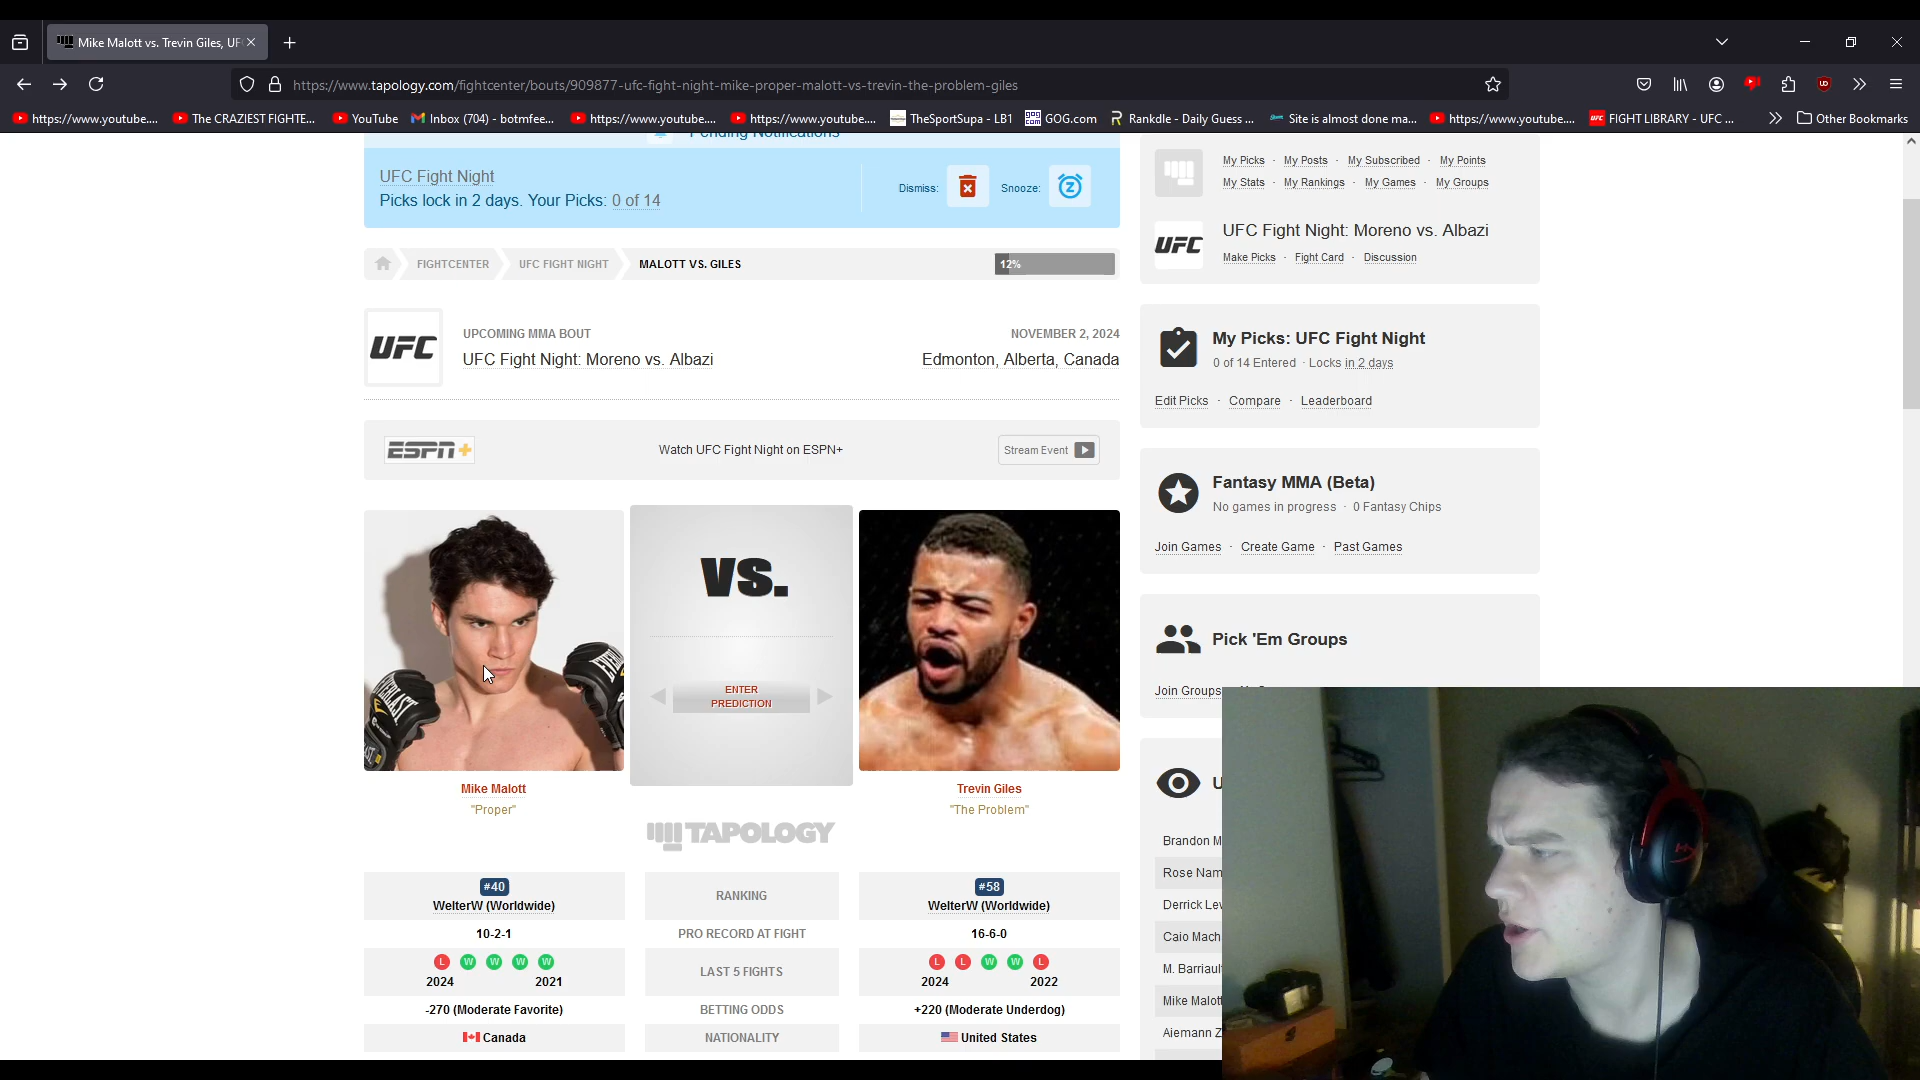 Mike Malott vs. Trevin Giles, UF
https://www.tapology.com/fightcenter/bouts/909877-ufc-fight-night-mike-proper-malott-vs-trevin-the-problem-giles
https://www.youtube.... The CRAZIEST FIGHTE... YouTube Inbox (704) - botmfee... https://www.youtube.... https://www.youtube.... TheSportSupa - LB1 GOG.com Rankdle - Daily Guess ... Site is almost done ma... https://www.youtube.... FIGHT LIBRARY - UFC ... Other Bookmarks
Pending Notifications
UFC Fight Night
Picks lock in 2 days. Your Picks: 0 of 14
Dismiss: Snooze:
FIGHTCENTER UFC FIGHT NIGHT MALOTT VS. GILES 12%
UFC
UPCOMING MMA BOUT NOVEMBER 2, 2024
UFC Fight Night: Moreno vs. Albazi Edmonton, Alberta, Canada
ESPN+ Watch UFC Fight Night on ESPN+ Stream Event
VS.
ENTER
PREDICTION
EVERLAST
Mike Malott
"Proper"
Trevin Giles
"The Problem"
TAPOLOGY
#40 RANKING #58
WelterW (Worldwide) WelterW (Worldwide)
10-2-1 PRO RECORD AT FIGHT 16-6-0
L W W W W LAST 5 FIGHTS L L W W L
2024 2021 2024 2022
-270 (Moderate Favorite) BETTING ODDS +220 (Moderate Underdog)
Canada NATIONALITY United States
My Picks · My Posts · My Subscribed · My Points
My Stats · My Rankings · My Games · My Groups
UFC
UFC Fight Night: Moreno vs. Albazi
Make Picks · Fight Card · Discussion
My Picks: UFC Fight Night
0 of 14 Entered · Locks in 2 days
Edit Picks · Compare · Leaderboard
Fantasy MMA (Beta)
No games in progress · 0 Fantasy Chips
Join Games · Create Game · Past Games
Pick 'Em Groups
Join Groups
U
Brandon M
Rose Nam
Derrick Lew
Caio Mach
M. Barriaul
Mike Malot
Aiemann Z